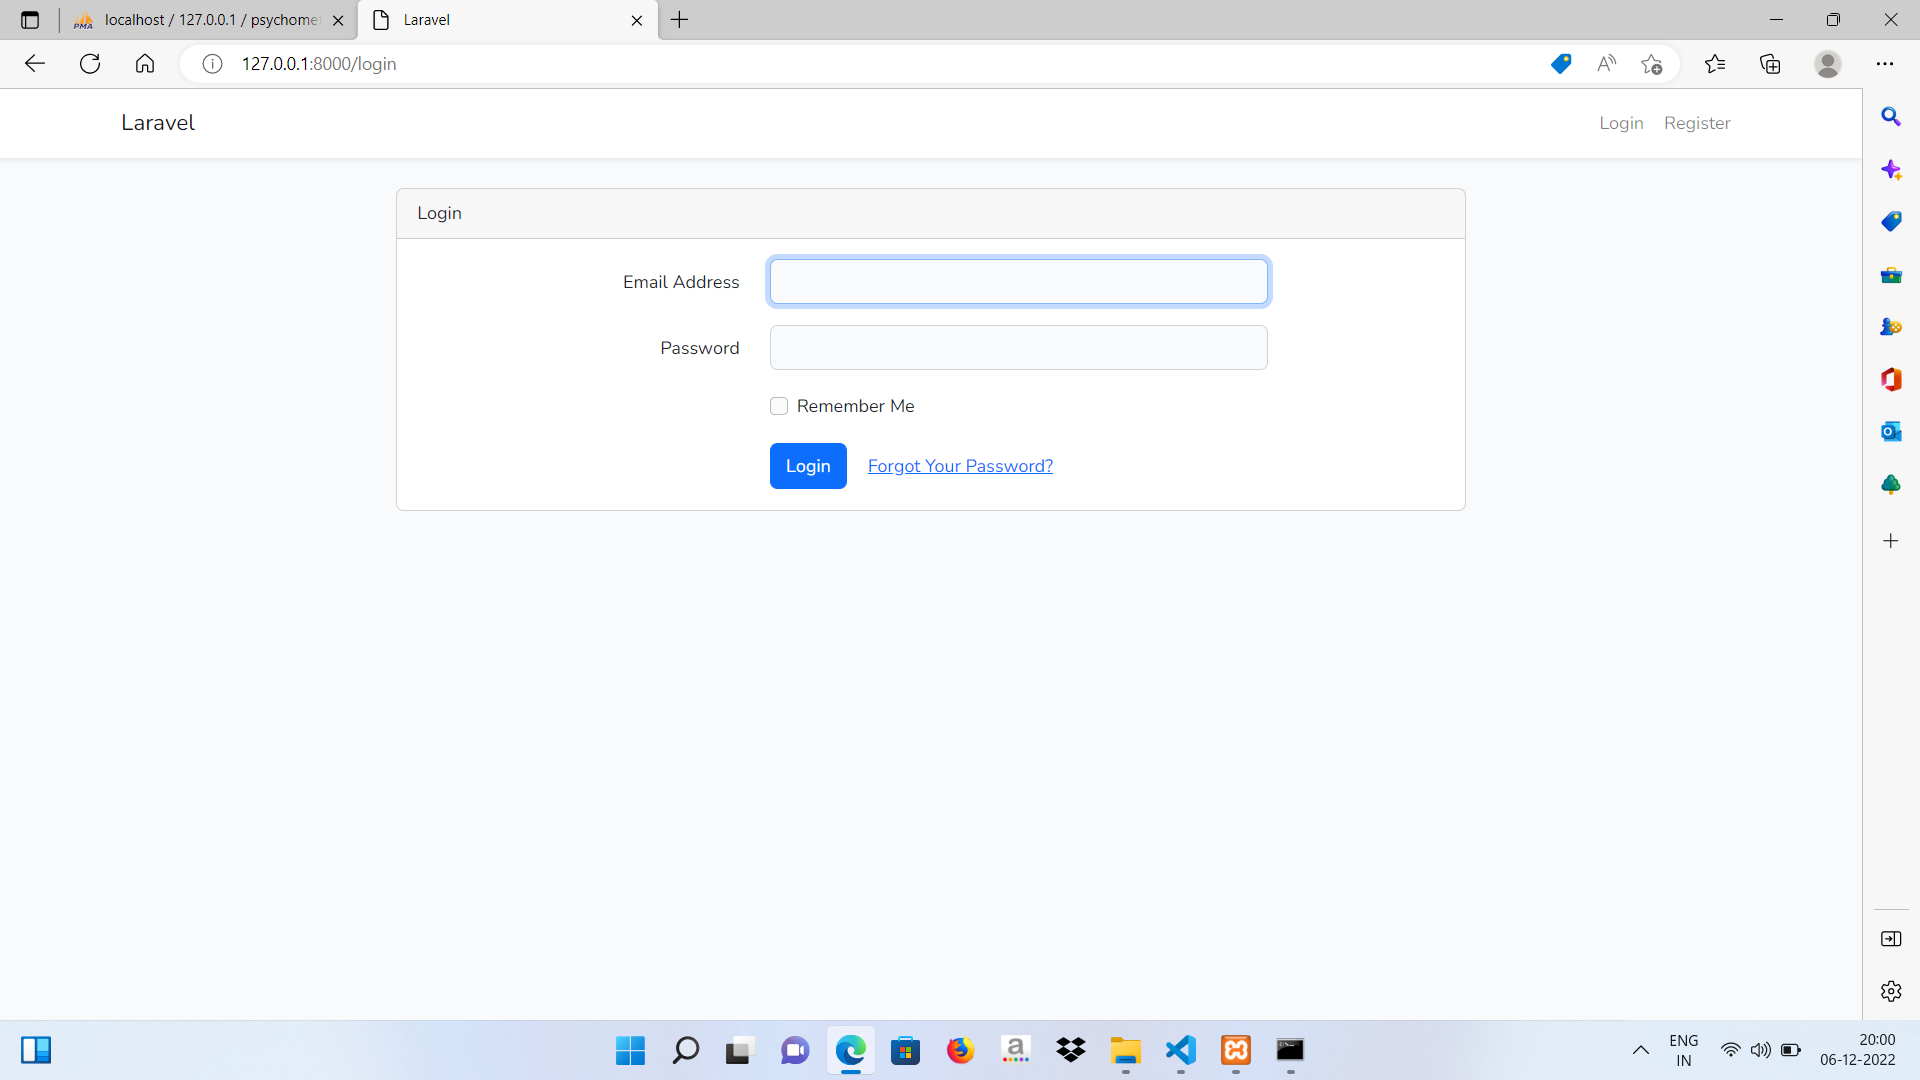 localhost / 127.0.0.1 / psychome
Laravel
127.0.0.1:8000/login
Laravel
Login
Register
Login
Email Address
Password
Remember Me
Login
Forgot Your Password?
ENG
IN
20:00
06-12-2022